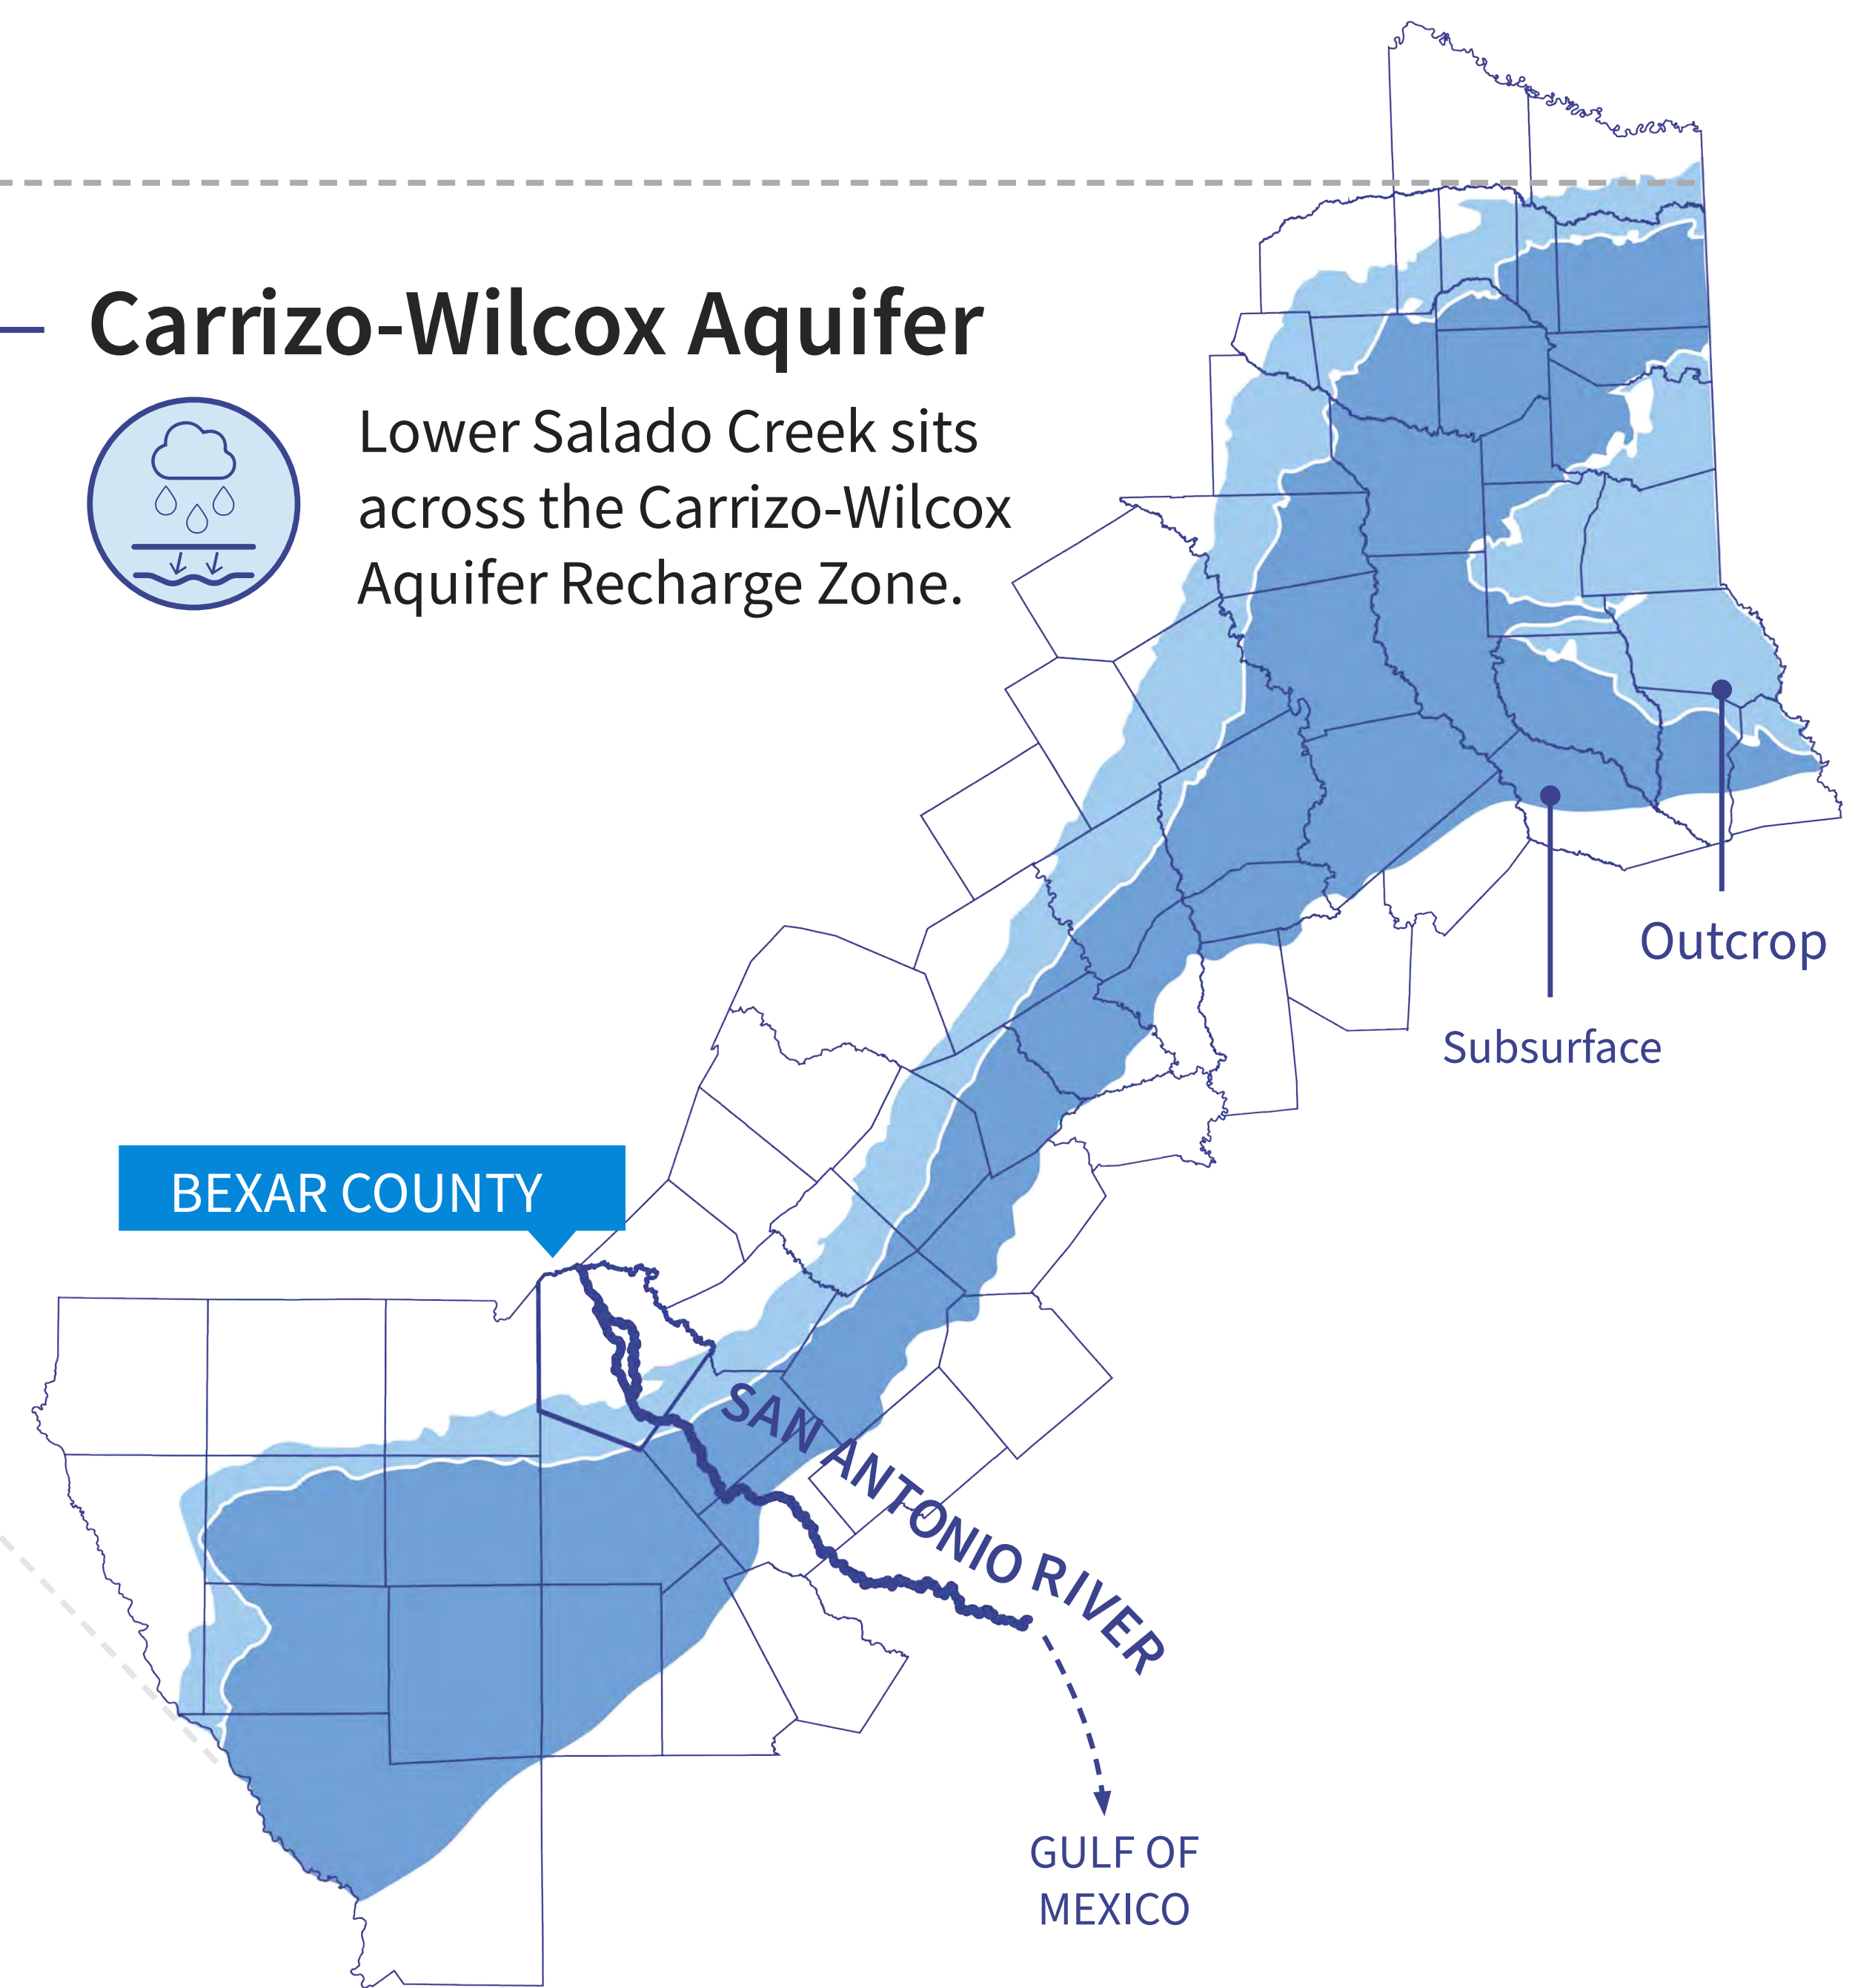 Carrizo-Wilcox Aquifer
Lower Salado Creek sits
across the Carrizo-Wilcox
Aquifer Recharge Zone.
Outcrop
Subsurface
BEXAR COUNTY
SAN ANTONIO RIVER
GULF OF
MEXICO